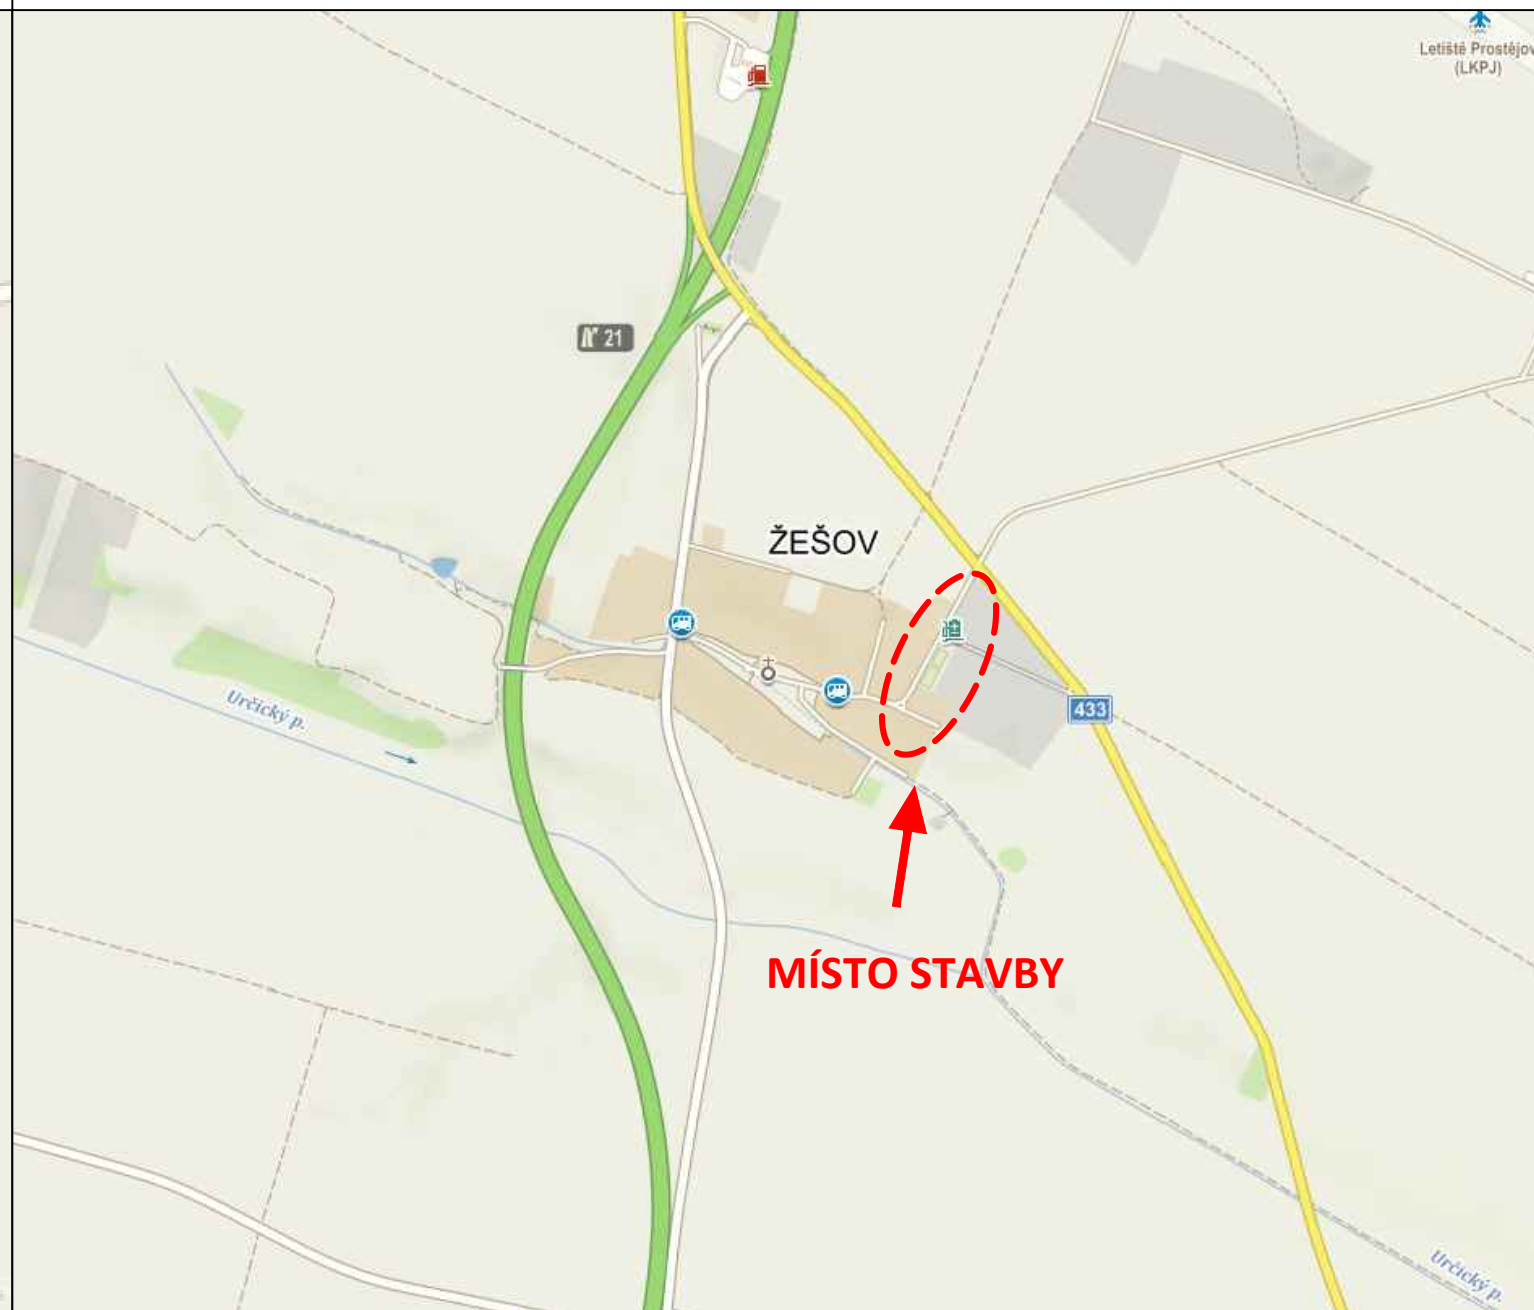 Letiště Prostějov
(LKPJ)
21
ŽEŠOV
Určický p.
433
MÍSTO STAVBY
Určický p.